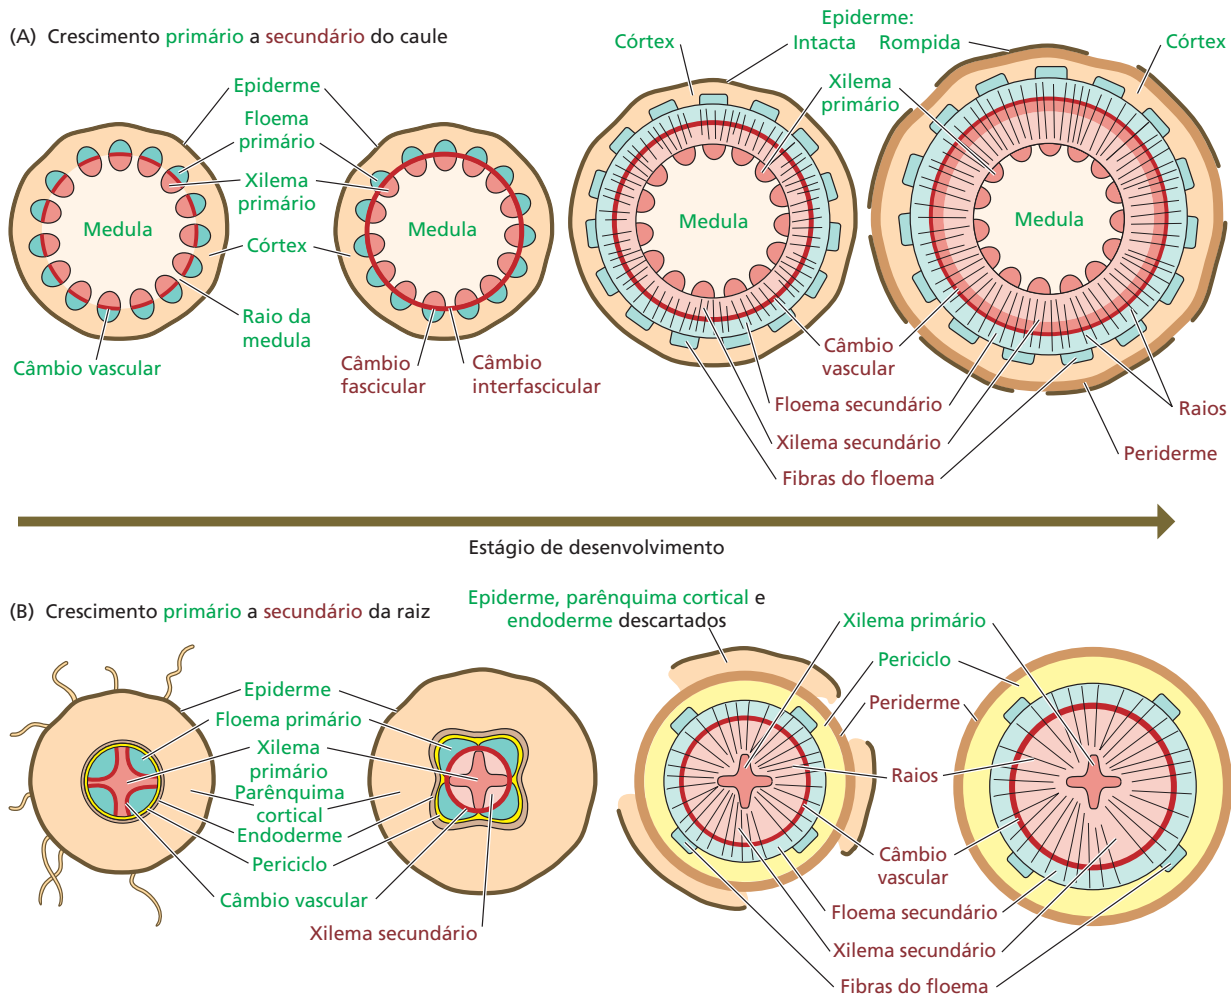 (A) Crescimento primário a secundário do caule
Epiderme
Floema
primário
Xilema
primário
Medula
Medula
Córtex
Raio da
medula
Câmbio vascular
Câmbio
fascicular
Câmbio
interfascicular
Epiderme:
Intacta Rompida
Córtex
Córtex
Xilema
primário
Medula
Medula
Câmbio
vascular
Floema secundário
Xilema secundário
Fibras do floema
Raios
Periderme
Estágio de desenvolvimento
(B) Crescimento primário a secundário da raiz
Epiderme
Floema primário
Xilema
primário
Parênquima
cortical
Endoderme
Periciclo
Câmbio vascular
Xilema secundário
Epiderme, parênquima cortical e
endoderme descartados
Xilema primário
Periciclo
Periderme
Raios
Câmbio
vascular
Floema secundário
Xilema secundário
Fibras do floema